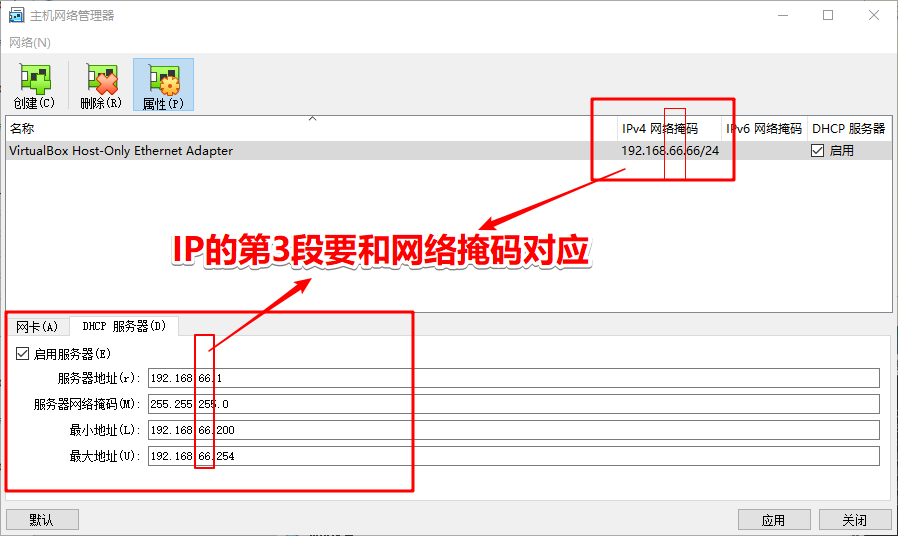 主机网络管理器
网络(N)
创建(C) 删除(R) 属性(P)
名称 IPv4 网络掩码 IPv6 网络掩码 DHCP 服务器
VirtualBox Host-Only Ethernet Adapter 192.168.66.66/24 启用
IP的第3段要和网络掩码对应
网卡(A) DHCP 服务器(D)
启用服务器(E)
服务器地址(r): 192.168.66.1
服务器网络掩码(M): 255.255.255.0
最小地址(L): 192.168.66.200
最大地址(U): 192.168.66.254
默认 应用 关闭